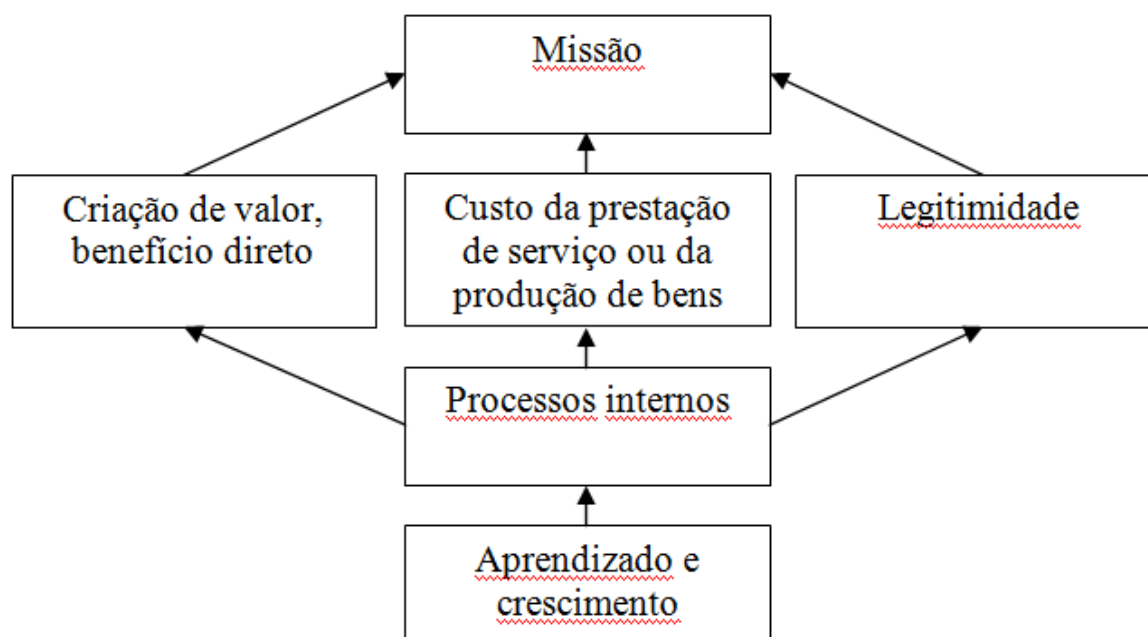 Missão
Criação de valor,
benefício direto
Custo da prestação
de serviço ou da
produção de bens
Legitimidade
Processos internos
Aprendizado e
crescimento